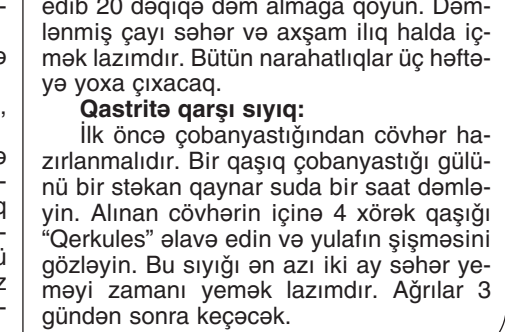 edib 20 dəqiqə dəm almağa qoyun. Dəm-
lənmiş çayı səhər və axşam ilıq halda iç-
mək lazımdır. Bütün narahatlıqlar üç həftə-
yə yoxa çıxacaq.
Qastritə qarşı sıyıq:
İlk öncə çobanyastığından cövhər ha-
zırlanmalıdır. Bir qaşıq çobanyastığı gülü-
nü bir stəkan qaynar suda bir saat dəmlə-
yin. Alınan cövhərin içinə 4 xörək qaşığı
“Qerkules” əlavə edin və yulafın şişməsini
gözləyin. Bu sıyığı ən azı iki ay səhər ye-
məyi zamanı yemək lazımdır. Ağrılar 3
gündən sonra keçəcək.